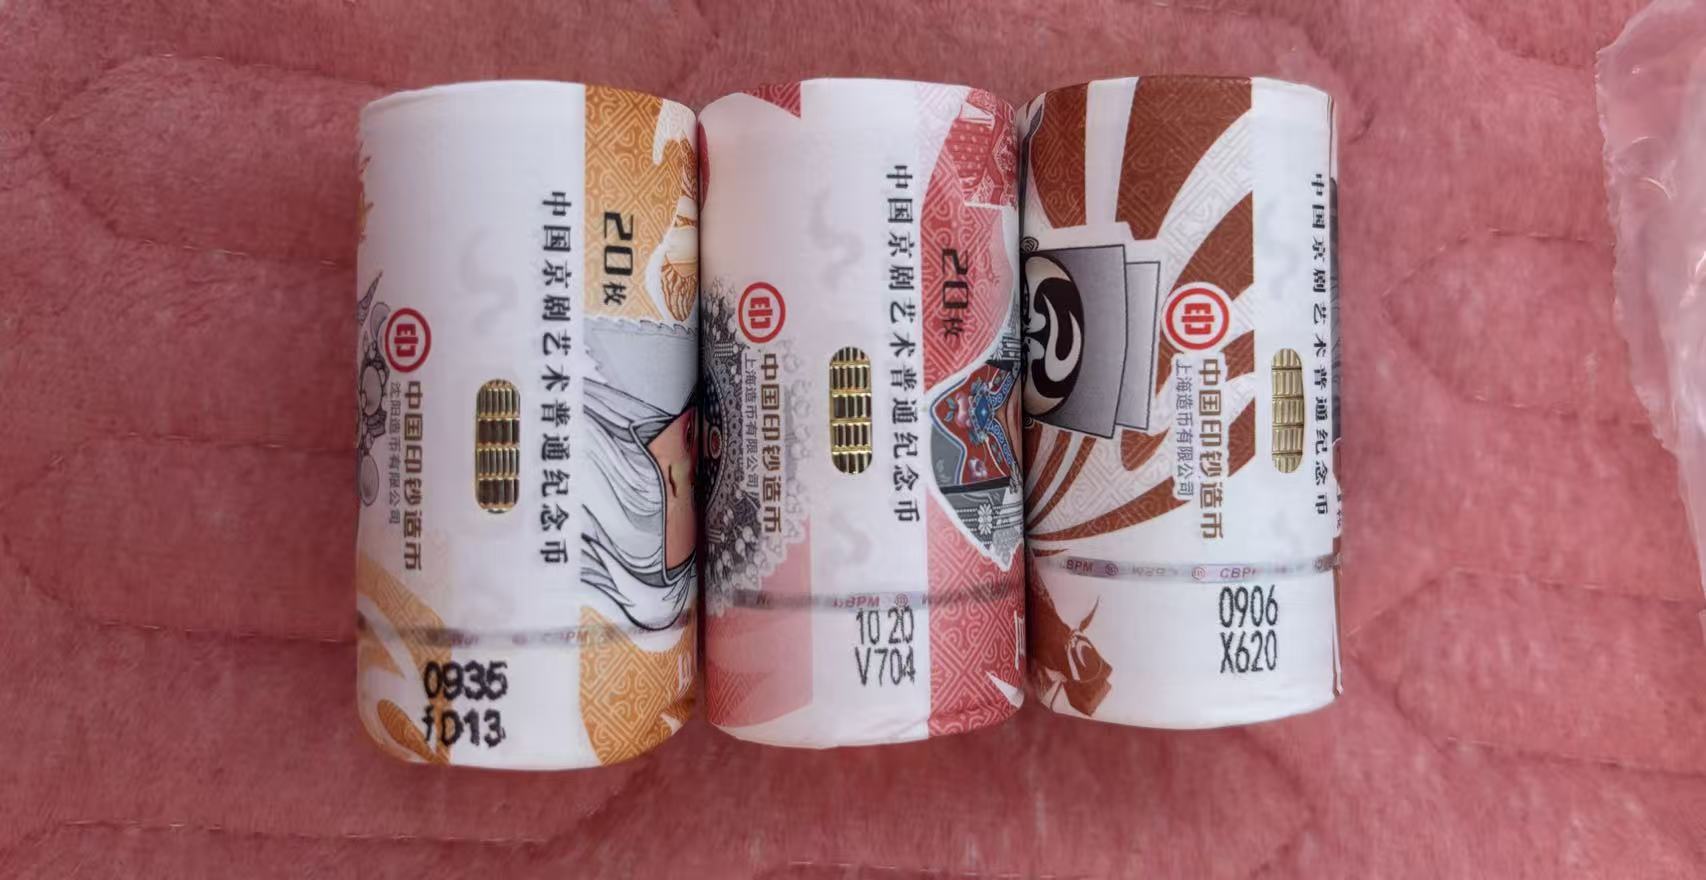 20枚
中国京剧艺术普通纪念币
中国印钞造币
沈阳造币有限公司
CBPM
0935
fD13
20枚
中国京剧艺术普通纪念币
中国印钞造币
上海造币有限公司
CBPM
1020
V704
中国京剧艺术普通纪念币
中国印钞造币
上海造币有限公司
CBPM
CBPM
0906
X620